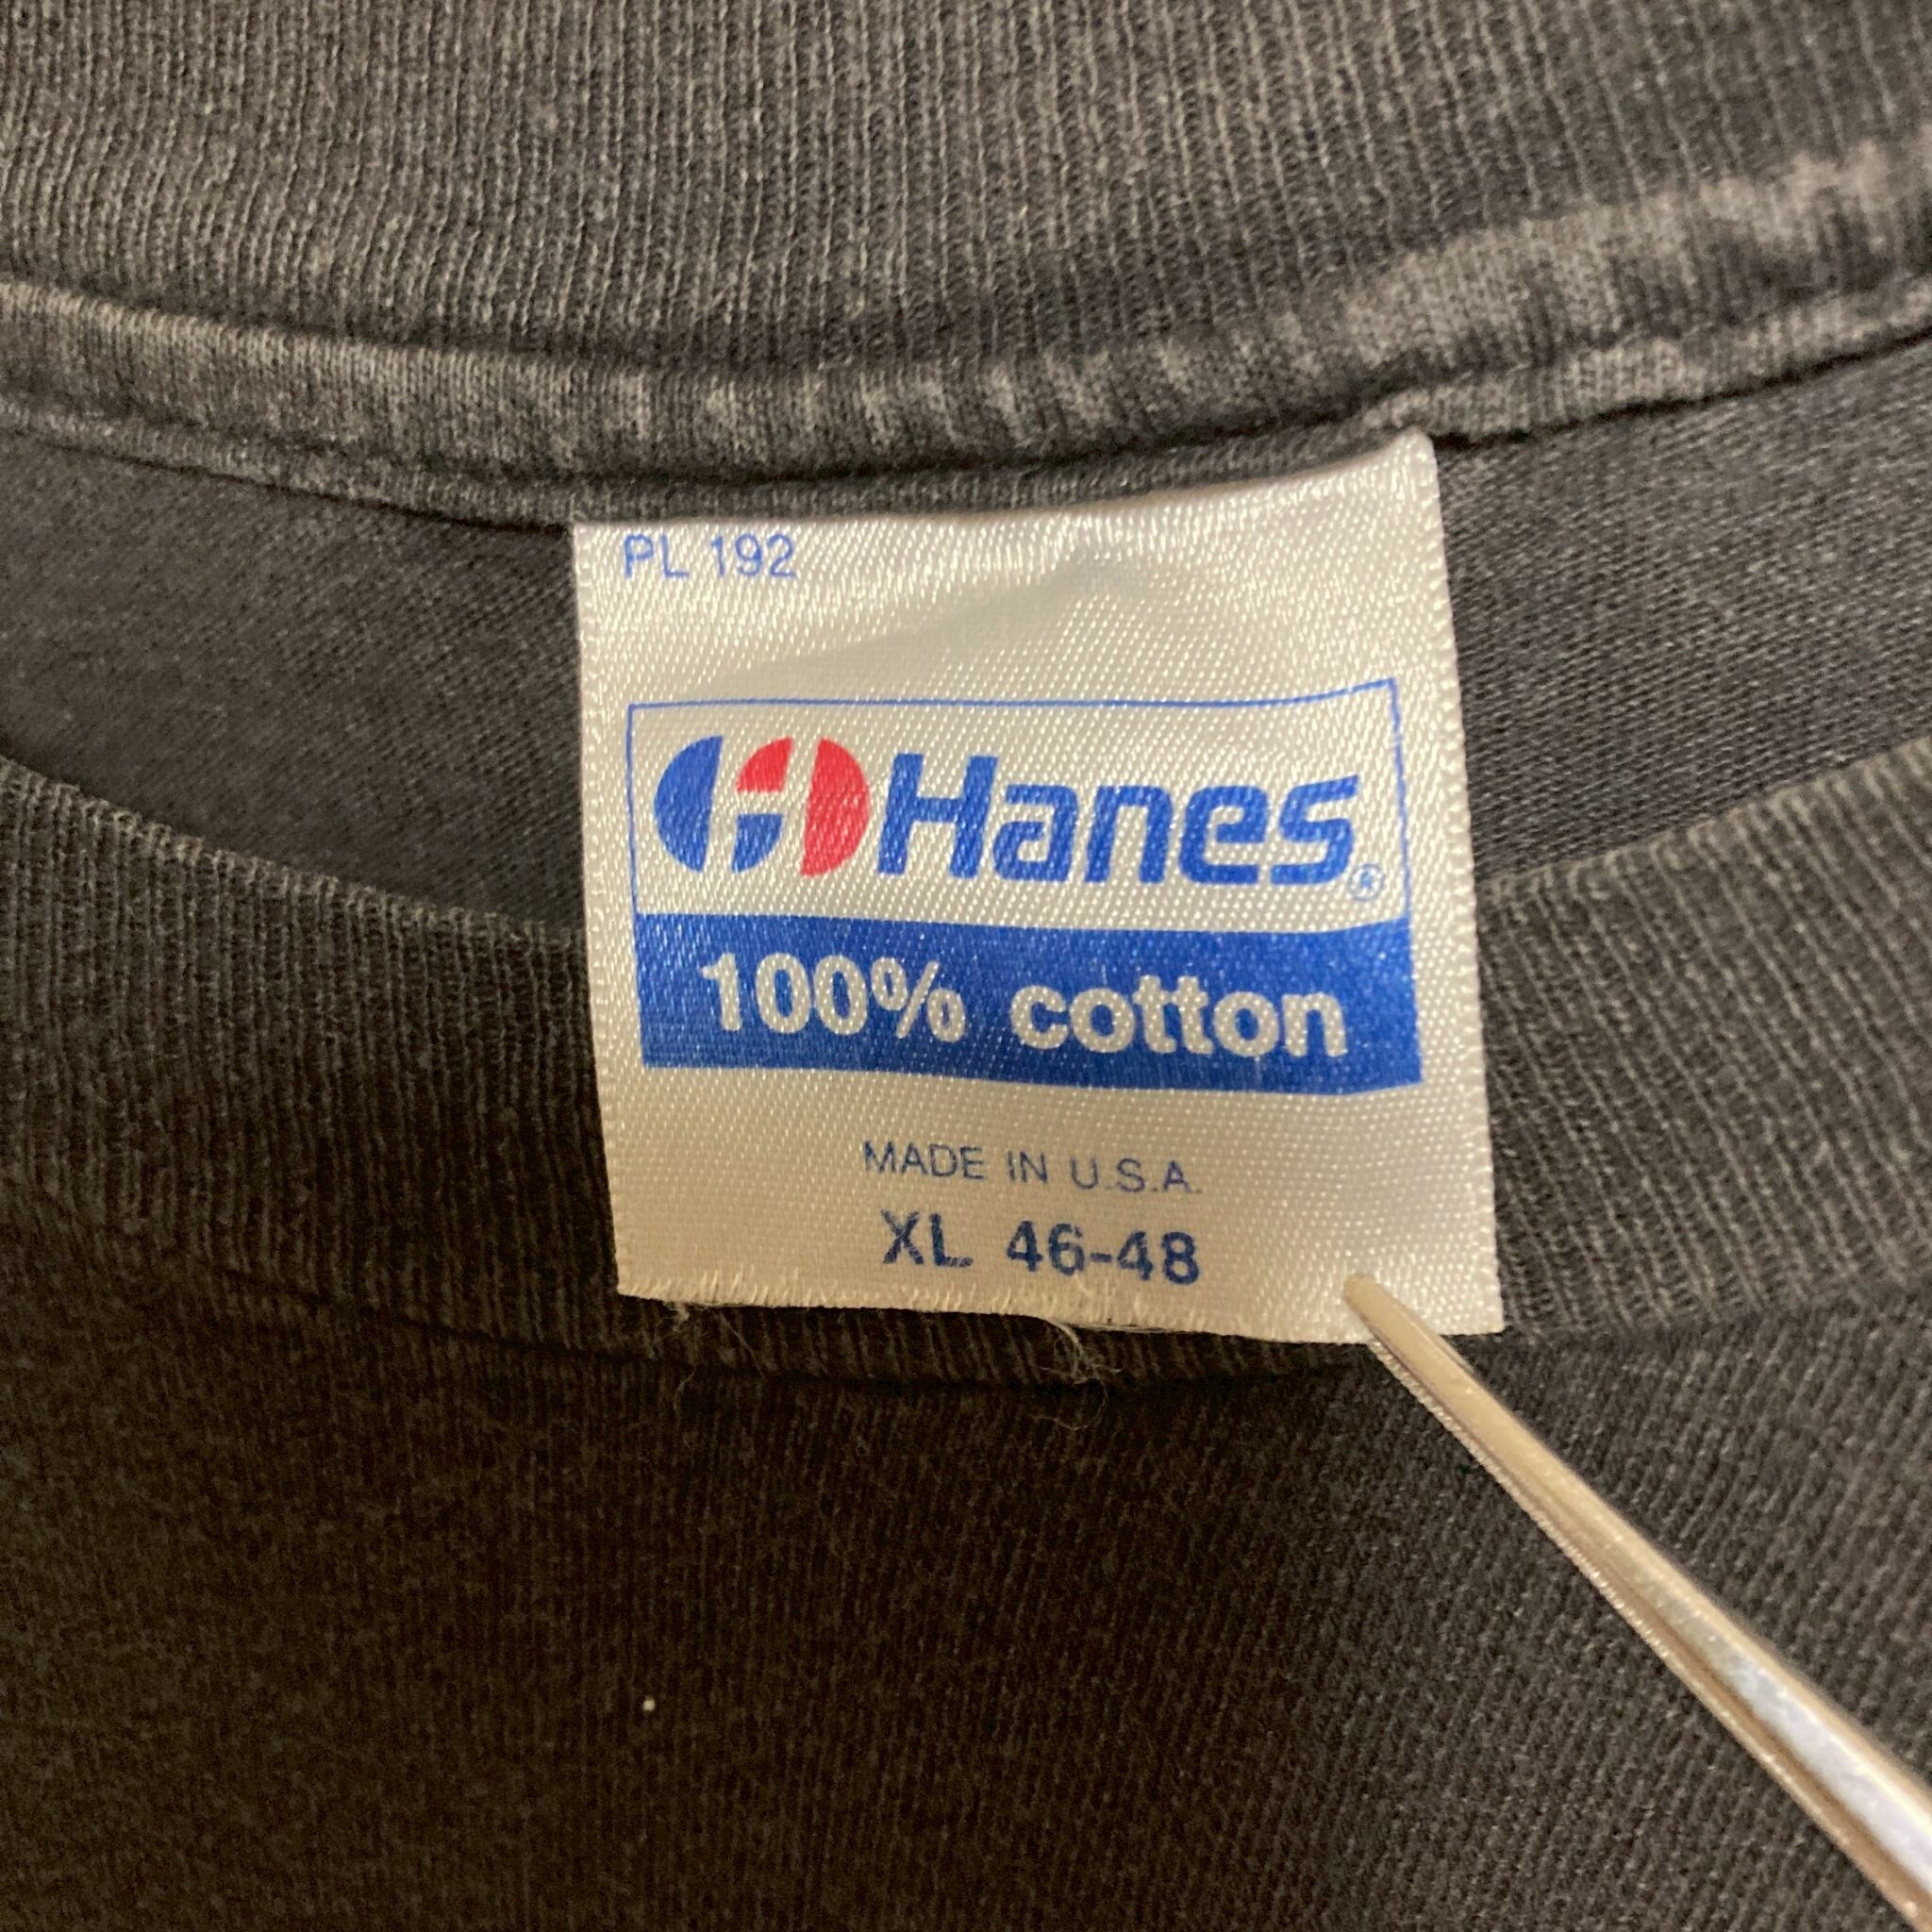 PL 192
Hanes®
100% cotton
MADE IN U.S.A.
XL 46-48